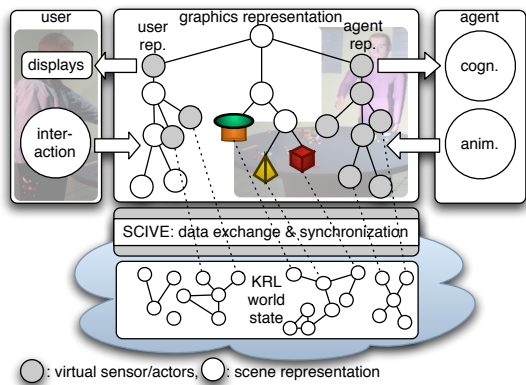 user
graphics representation
agent
user
rep.
agent
rep.
displays
cogn.
inter-
action
anim.
SCIVE: data exchange & synchronization
KRL
world
state
: virtual sensor/actors,
: scene representation